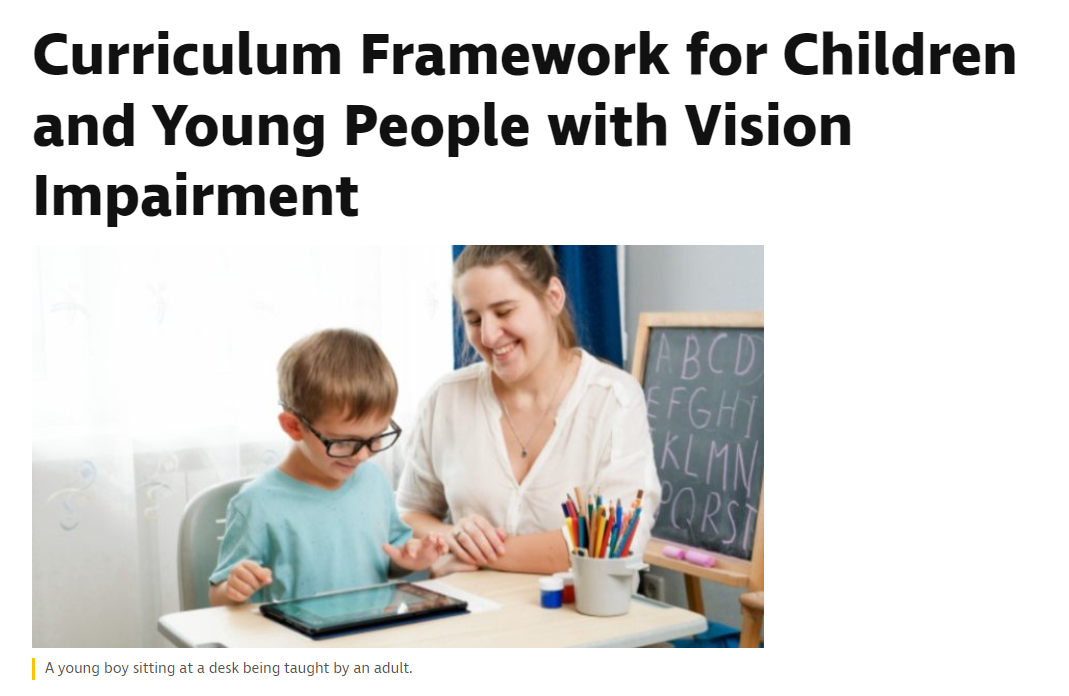 Curriculum Framework for Children
and Young People with Vision
Impairment
A B C D
E F G H I
K L M N
P Q R S T
A young boy sitting at a desk being taught by an adult.